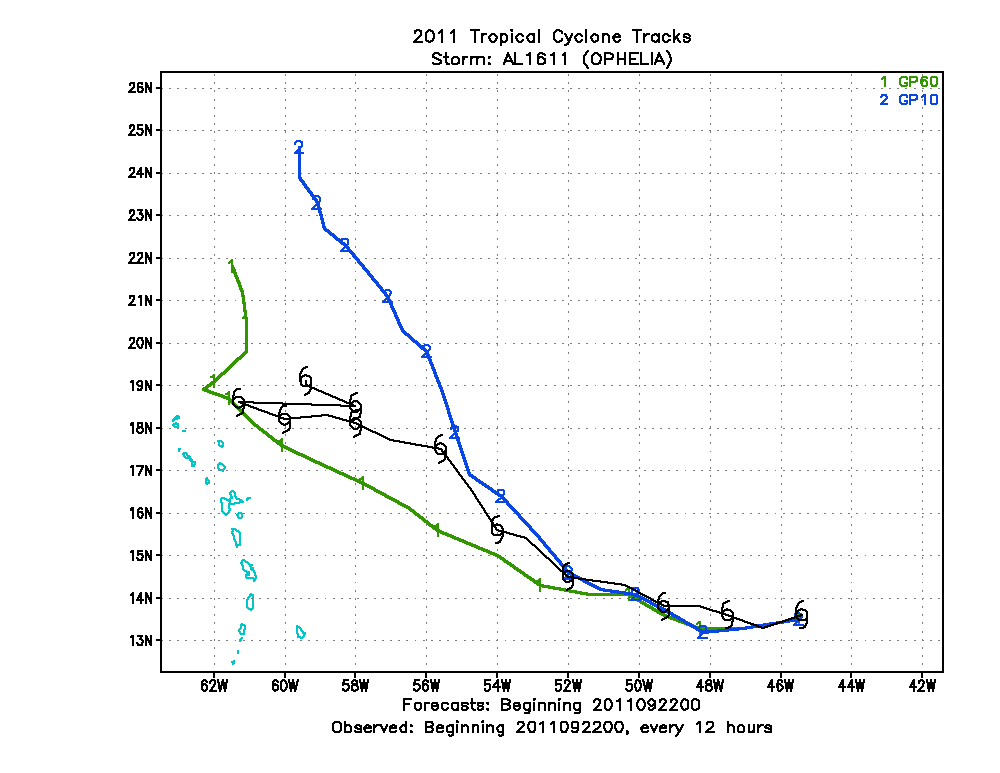 2011 Tropical Cyclone Tracks
Storm: AL1611 (OPHELIA)
1 GP60
2 GP10
26N
25N
24N
23N
22N
21N
20N
19N
18N
17N
16N
15N
14N
13N
62W 60W 58W 56W 54W 52W 50W 48W 46W 44W 42W
Forecasts: Beginning 2011092200
Observed: Beginning 2011092200, every 12 hours